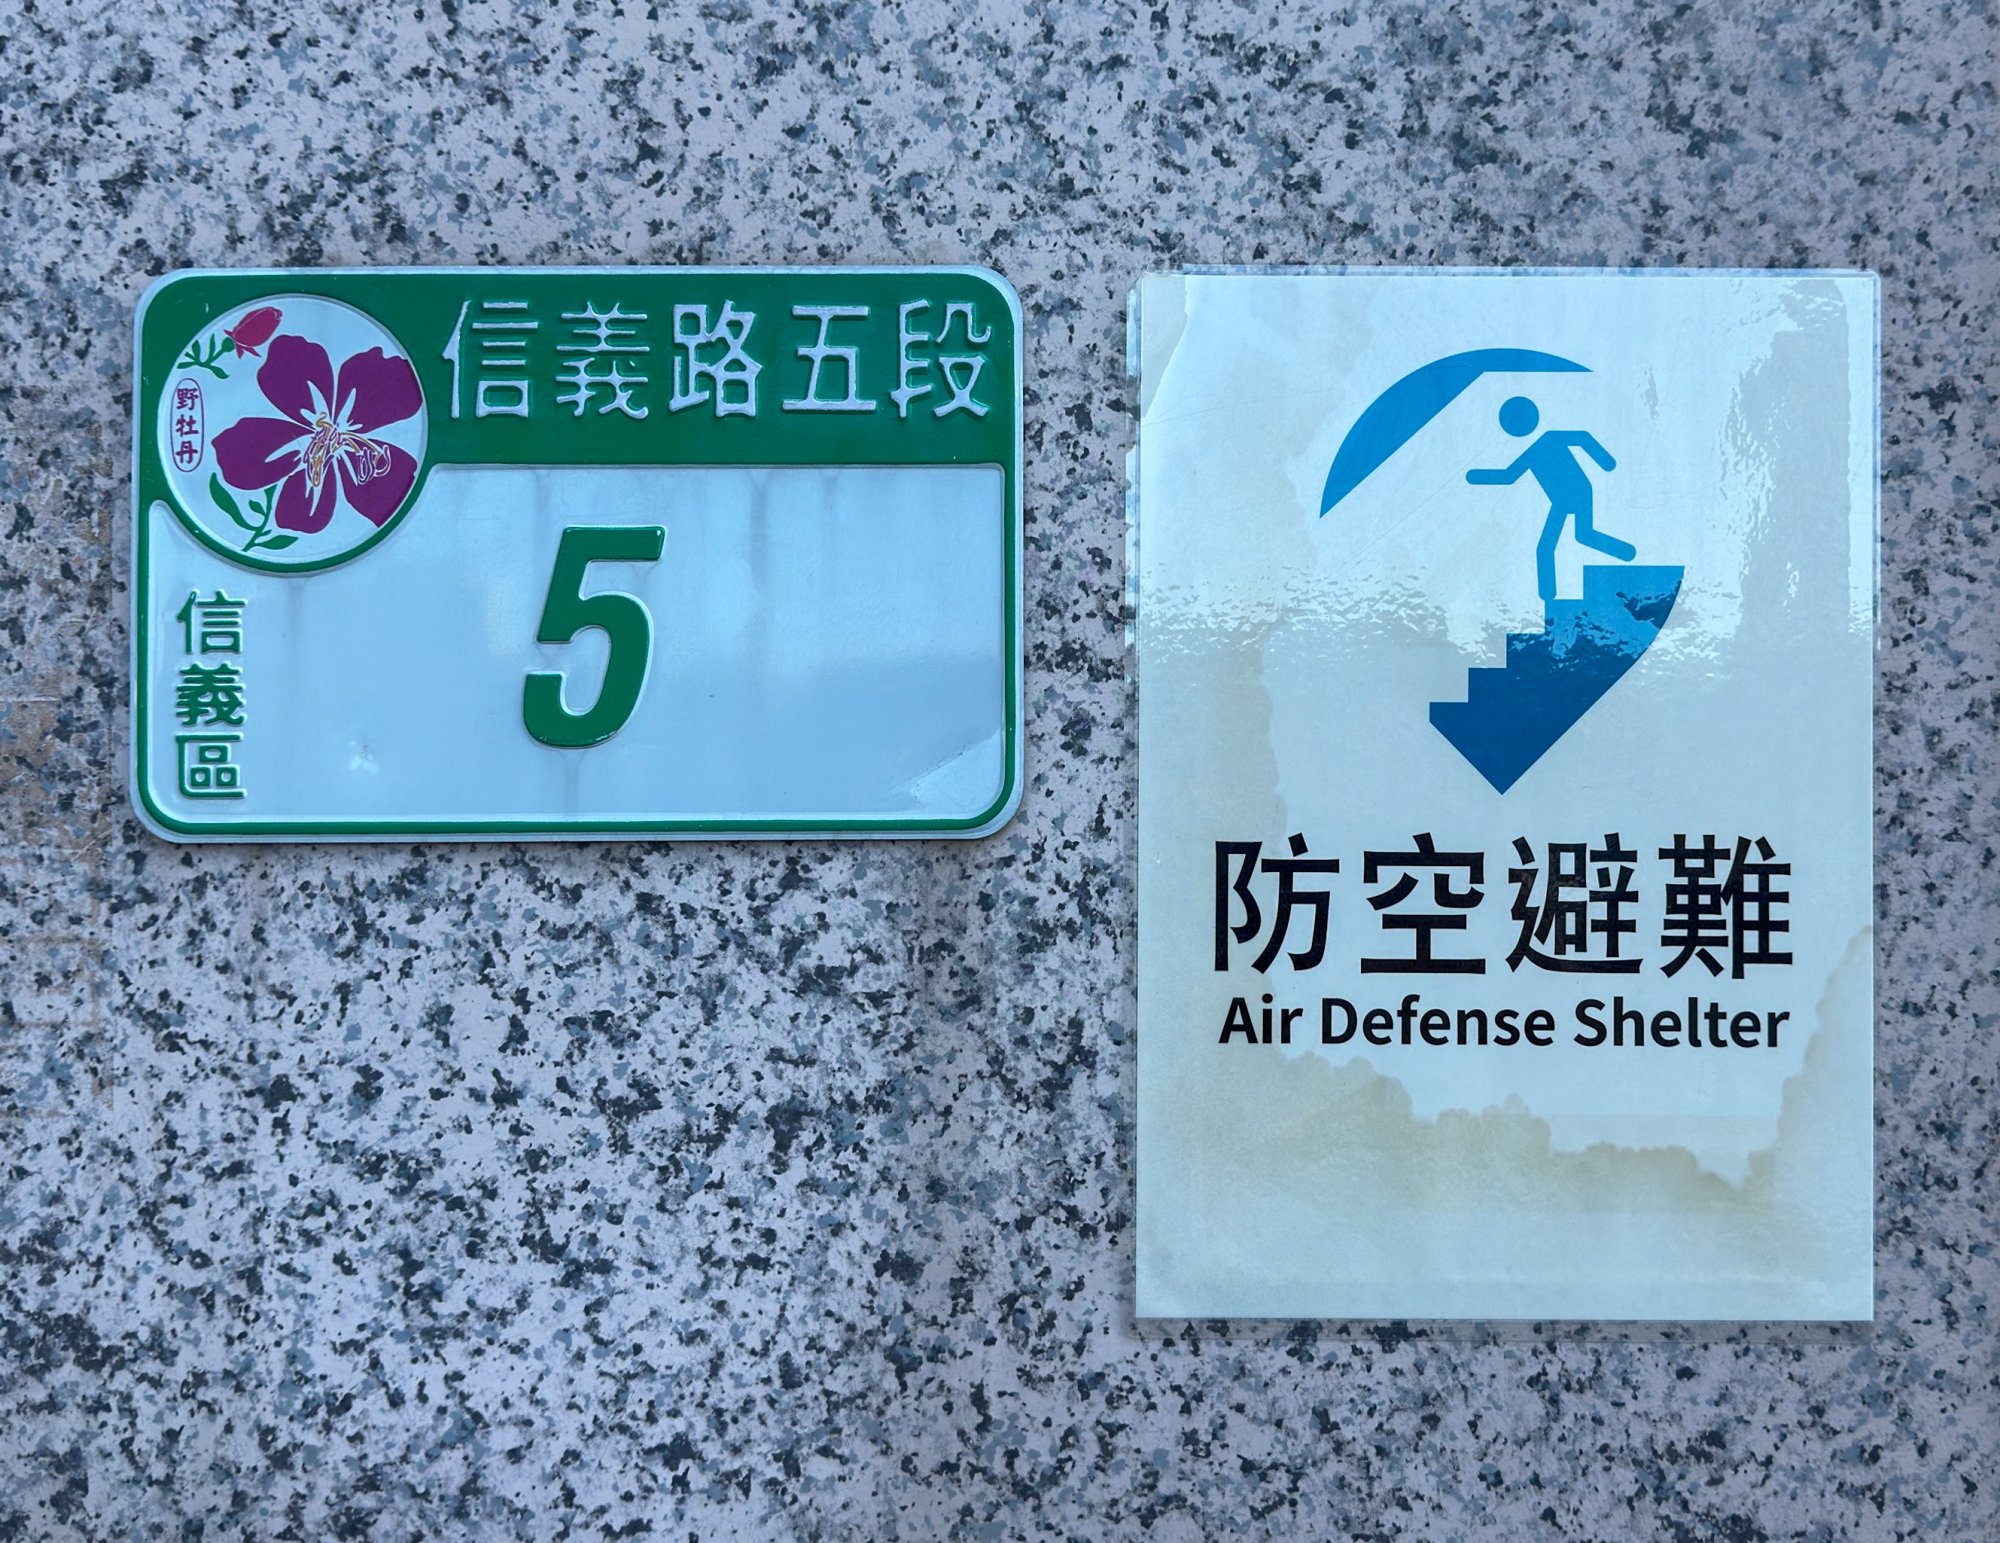 信義路五段
野牡丹
5
信義區
防空避難
Air Defense Shelter